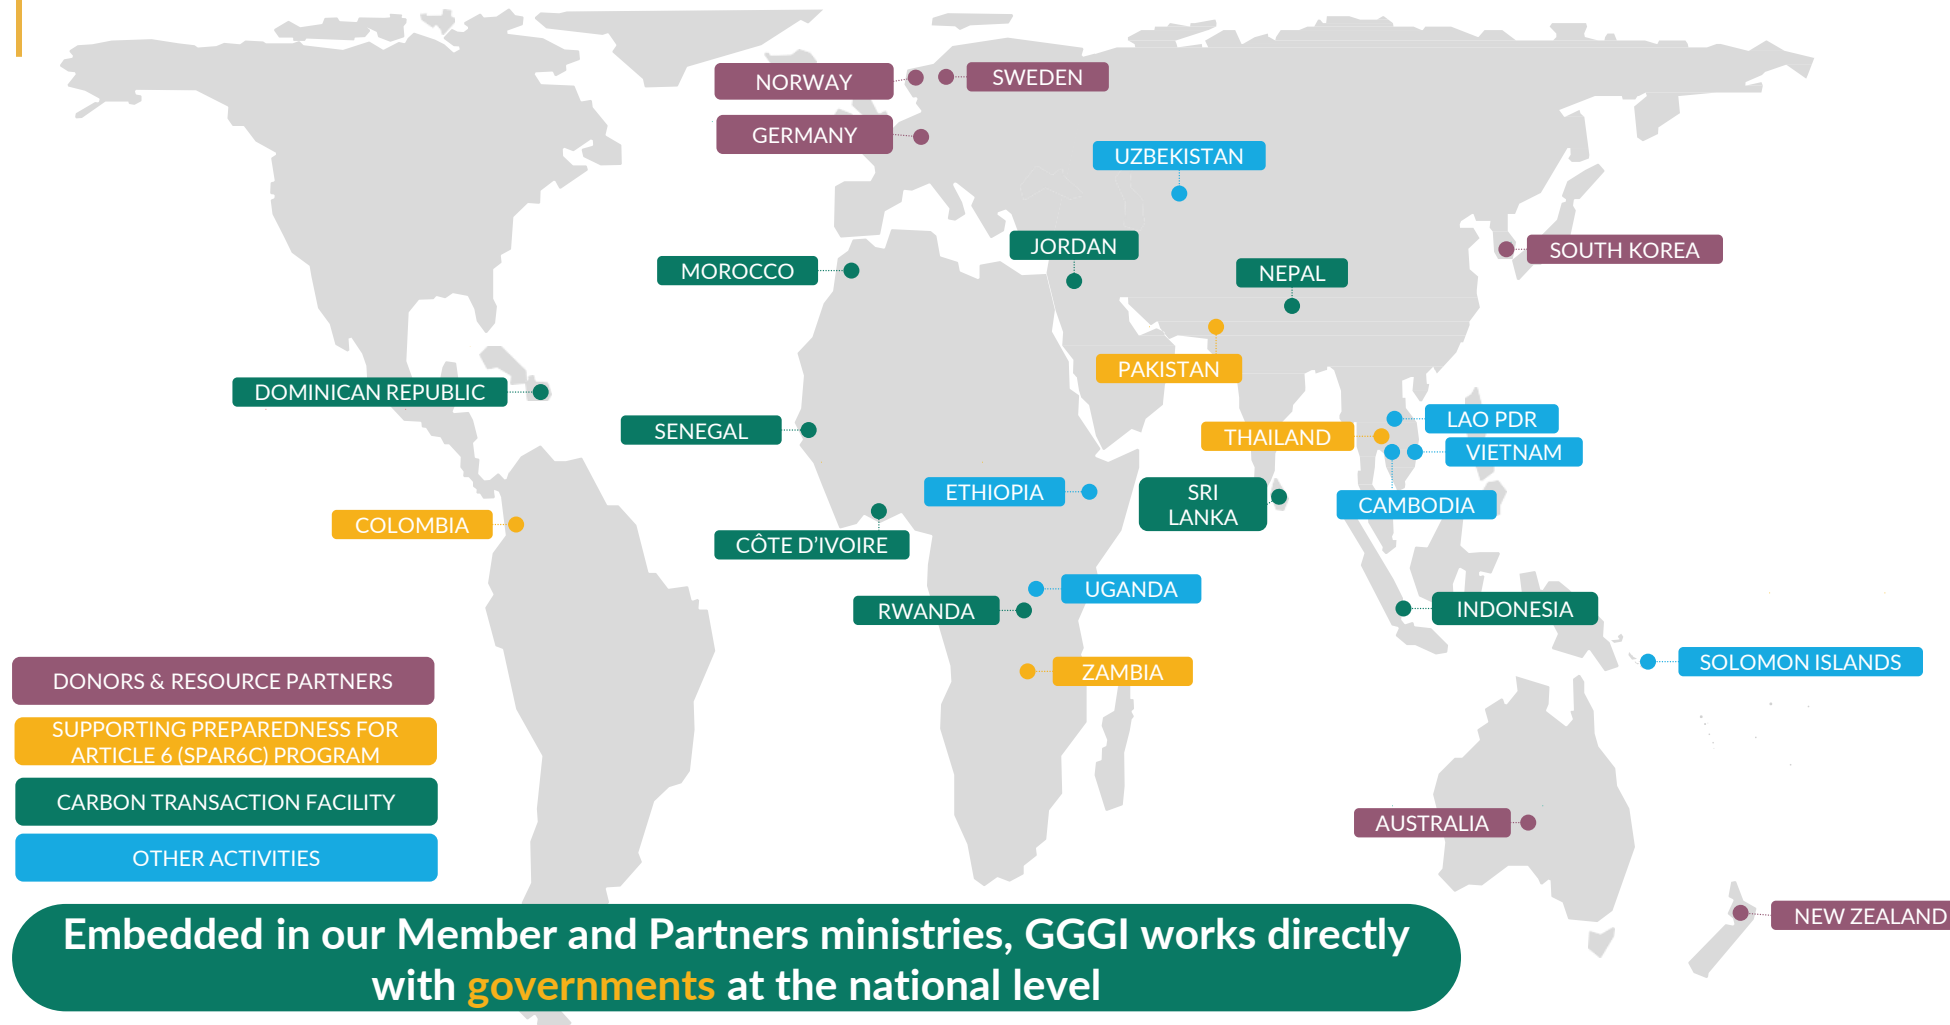 NORWAY
SWEDEN
GERMANY
UZBEKISTAN
JORDAN
SOUTH KOREA
MOROCCO
NEPAL
PAKISTAN
DOMINICAN REPUBLIC
LAO PDR
SENEGAL
THAILAND
VIETNAM
ETHIOPIA
SRI
LANKA
CAMBODIA
COLOMBIA
CÔTE D’IVOIRE
UGANDA
RWANDA
INDONESIA
ZAMBIA
SOLOMON ISLANDS
DONORS & RESOURCE PARTNERS
SUPPORTING PREPAREDNESS FOR
ARTICLE 6 (SPAR6C) PROGRAM
CARBON TRANSACTION FACILITY
OTHER ACTIVITIES
AUSTRALIA
NEW ZEALAND
Embedded in our Member and Partners ministries, GGGI works directly
with governments at the national level